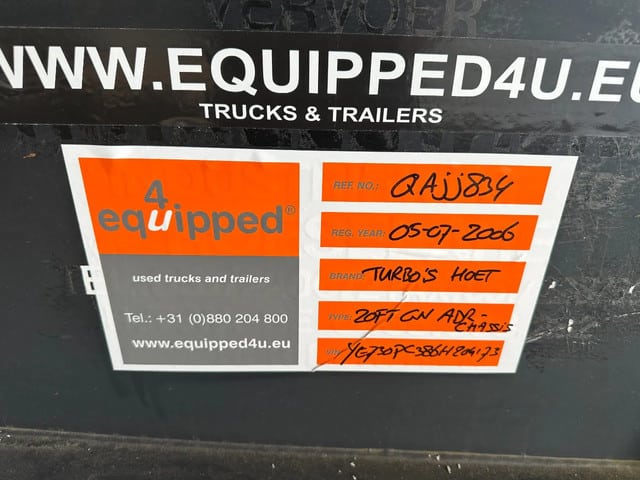 VERVOER
WWW.EQUIPPED4U.EU
TRUCKS & TRAILERS
4
equipped®
used trucks and trailers
Tel.: +31 (0)880 204 800
www.equipped4u.eu
REF. NO.: QAjj834
REG. YEAR: 05-07-2006
BRAND: TURBO'S HOET
TYPE: 20FT CN ADR-
CHASSIS
VIN